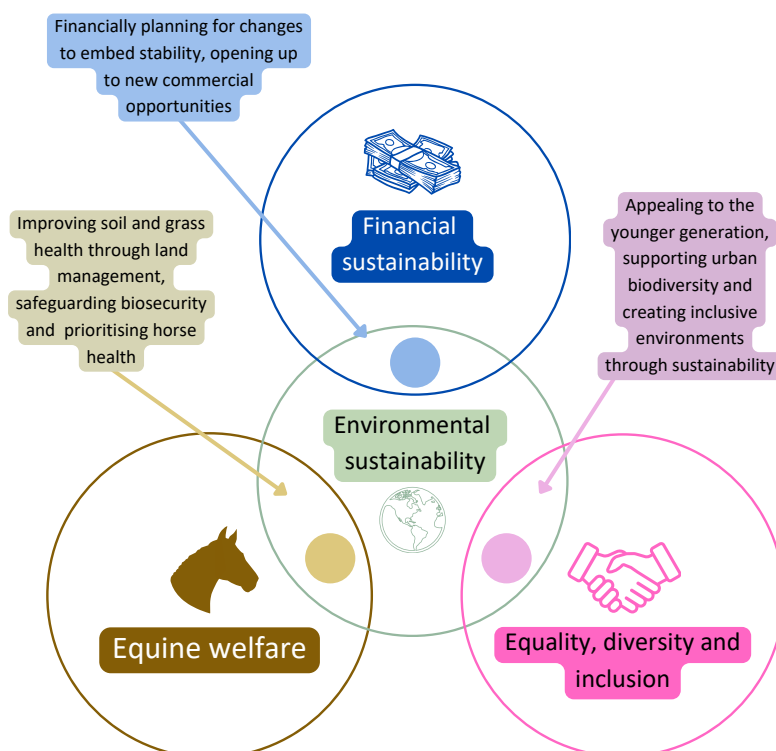 Financially planning for changes
to embed stability, opening up
to new commercial
opportunities
Financial
sustainability
Improving soil and grass
health through land
management,
safeguarding biosecurity
and prioritising horse
health
Appealing to the
younger generation,
supporting urban
biodiversity and
creating inclusive
environments
through sustainability
Environmental
sustainability
Equine welfare
Equality, diversity and
inclusion